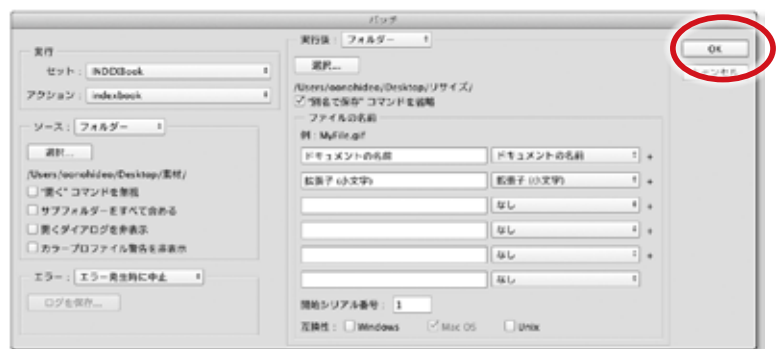 バッチ
実行
セット： INDEXBook
アクション： indexbook
ソース： フォルダー
選択...
/Users/oonohideo/Desktop/素材/
"開く" コマンドを無視
サブフォルダーをすべて含める
開くダイアログを非表示
カラープロファイル警告を非表示
エラー： エラー発生時に中止
ログを保存...
実行後： フォルダー
選択...
/Users/oonohideo/Desktop/リサイズ/
"別名で保存" コマンドを省略
ファイルの名前
例： MyFile.gif
ドキュメントの名前 ドキュメントの名前 +
拡張子 (小文字) 拡張子 (小文字) +
なし +
なし +
なし
開始シリアル番号： 1
互換性： Windows Mac OS Unix
OK
キャンセル